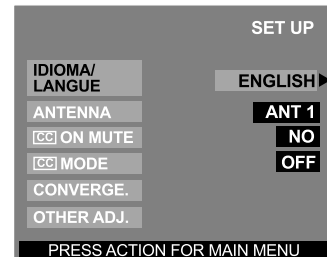 SET UP
IDIOMA/
LANGUE ENGLISH
ANTENNA ANT 1
CC ON MUTE NO
CC MODE OFF
CONVERGE.
OTHER ADJ.
PRESS ACTION FOR MAIN MENU